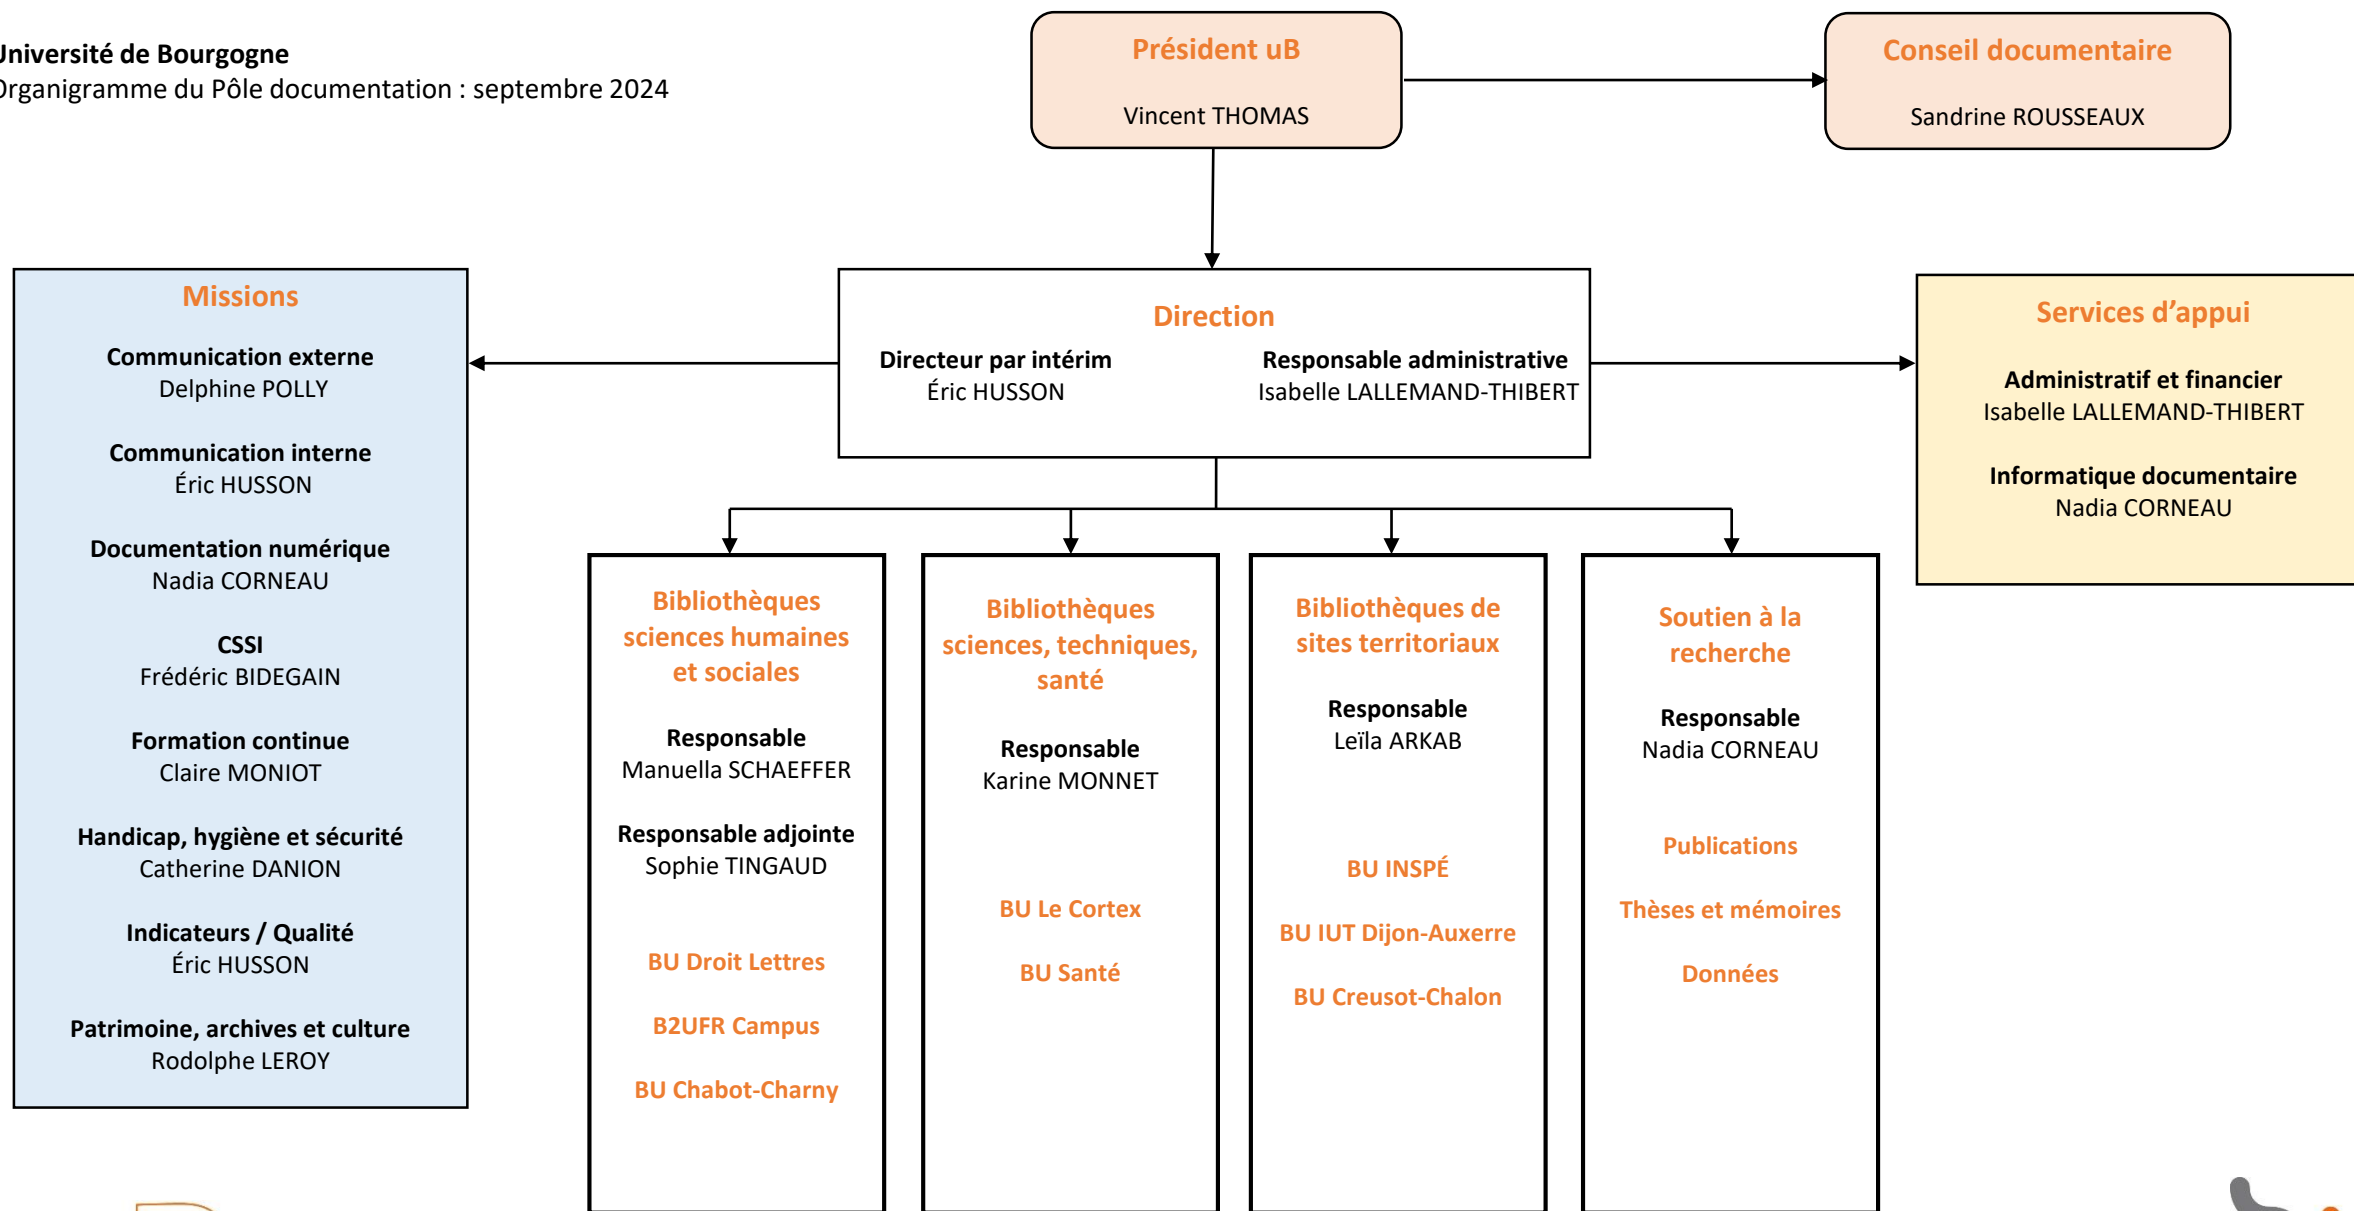 Université de Bourgogne
Organigramme du Pôle documentation : septembre 2024
Président uB
Vincent THOMAS
Conseil documentaire
Sandrine ROUSSEAUX
Missions
Communication externe
Delphine POLLY
Communication interne
Éric HUSSON
Documentation numérique
Nadia CORNEAU
CSSI
Frédéric BIDEGAIN
Formation continue
Claire MONIOT
Handicap, hygiène et sécurité
Catherine DANION
Indicateurs / Qualité
Éric HUSSON
Patrimoine, archives et culture
Rodolphe LEROY
Direction
Directeur par intérim
Éric HUSSON
Responsable administrative
Isabelle LALLEMAND-THIBERT
Services d’appui
Administratif et financier
Isabelle LALLEMAND-THIBERT
Informatique documentaire
Nadia CORNEAU
Bibliothèques
sciences humaines
et sociales
Responsable
Manuella SCHAEFFER
Responsable adjointe
Sophie TINGAUD
BU Droit Lettres
B2UFR Campus
BU Chabot-Charny
Bibliothèques
sciences, techniques,
santé
Responsable
Karine MONNET
BU Le Cortex
BU Santé
Bibliothèques de
sites territoriaux
Responsable
Leïla ARKAB
BU INSPÉ
BU IUT Dijon-Auxerre
BU Creusot-Chalon
Soutien à la
recherche
Responsable
Nadia CORNEAU
Publications
Thèses et mémoires
Données